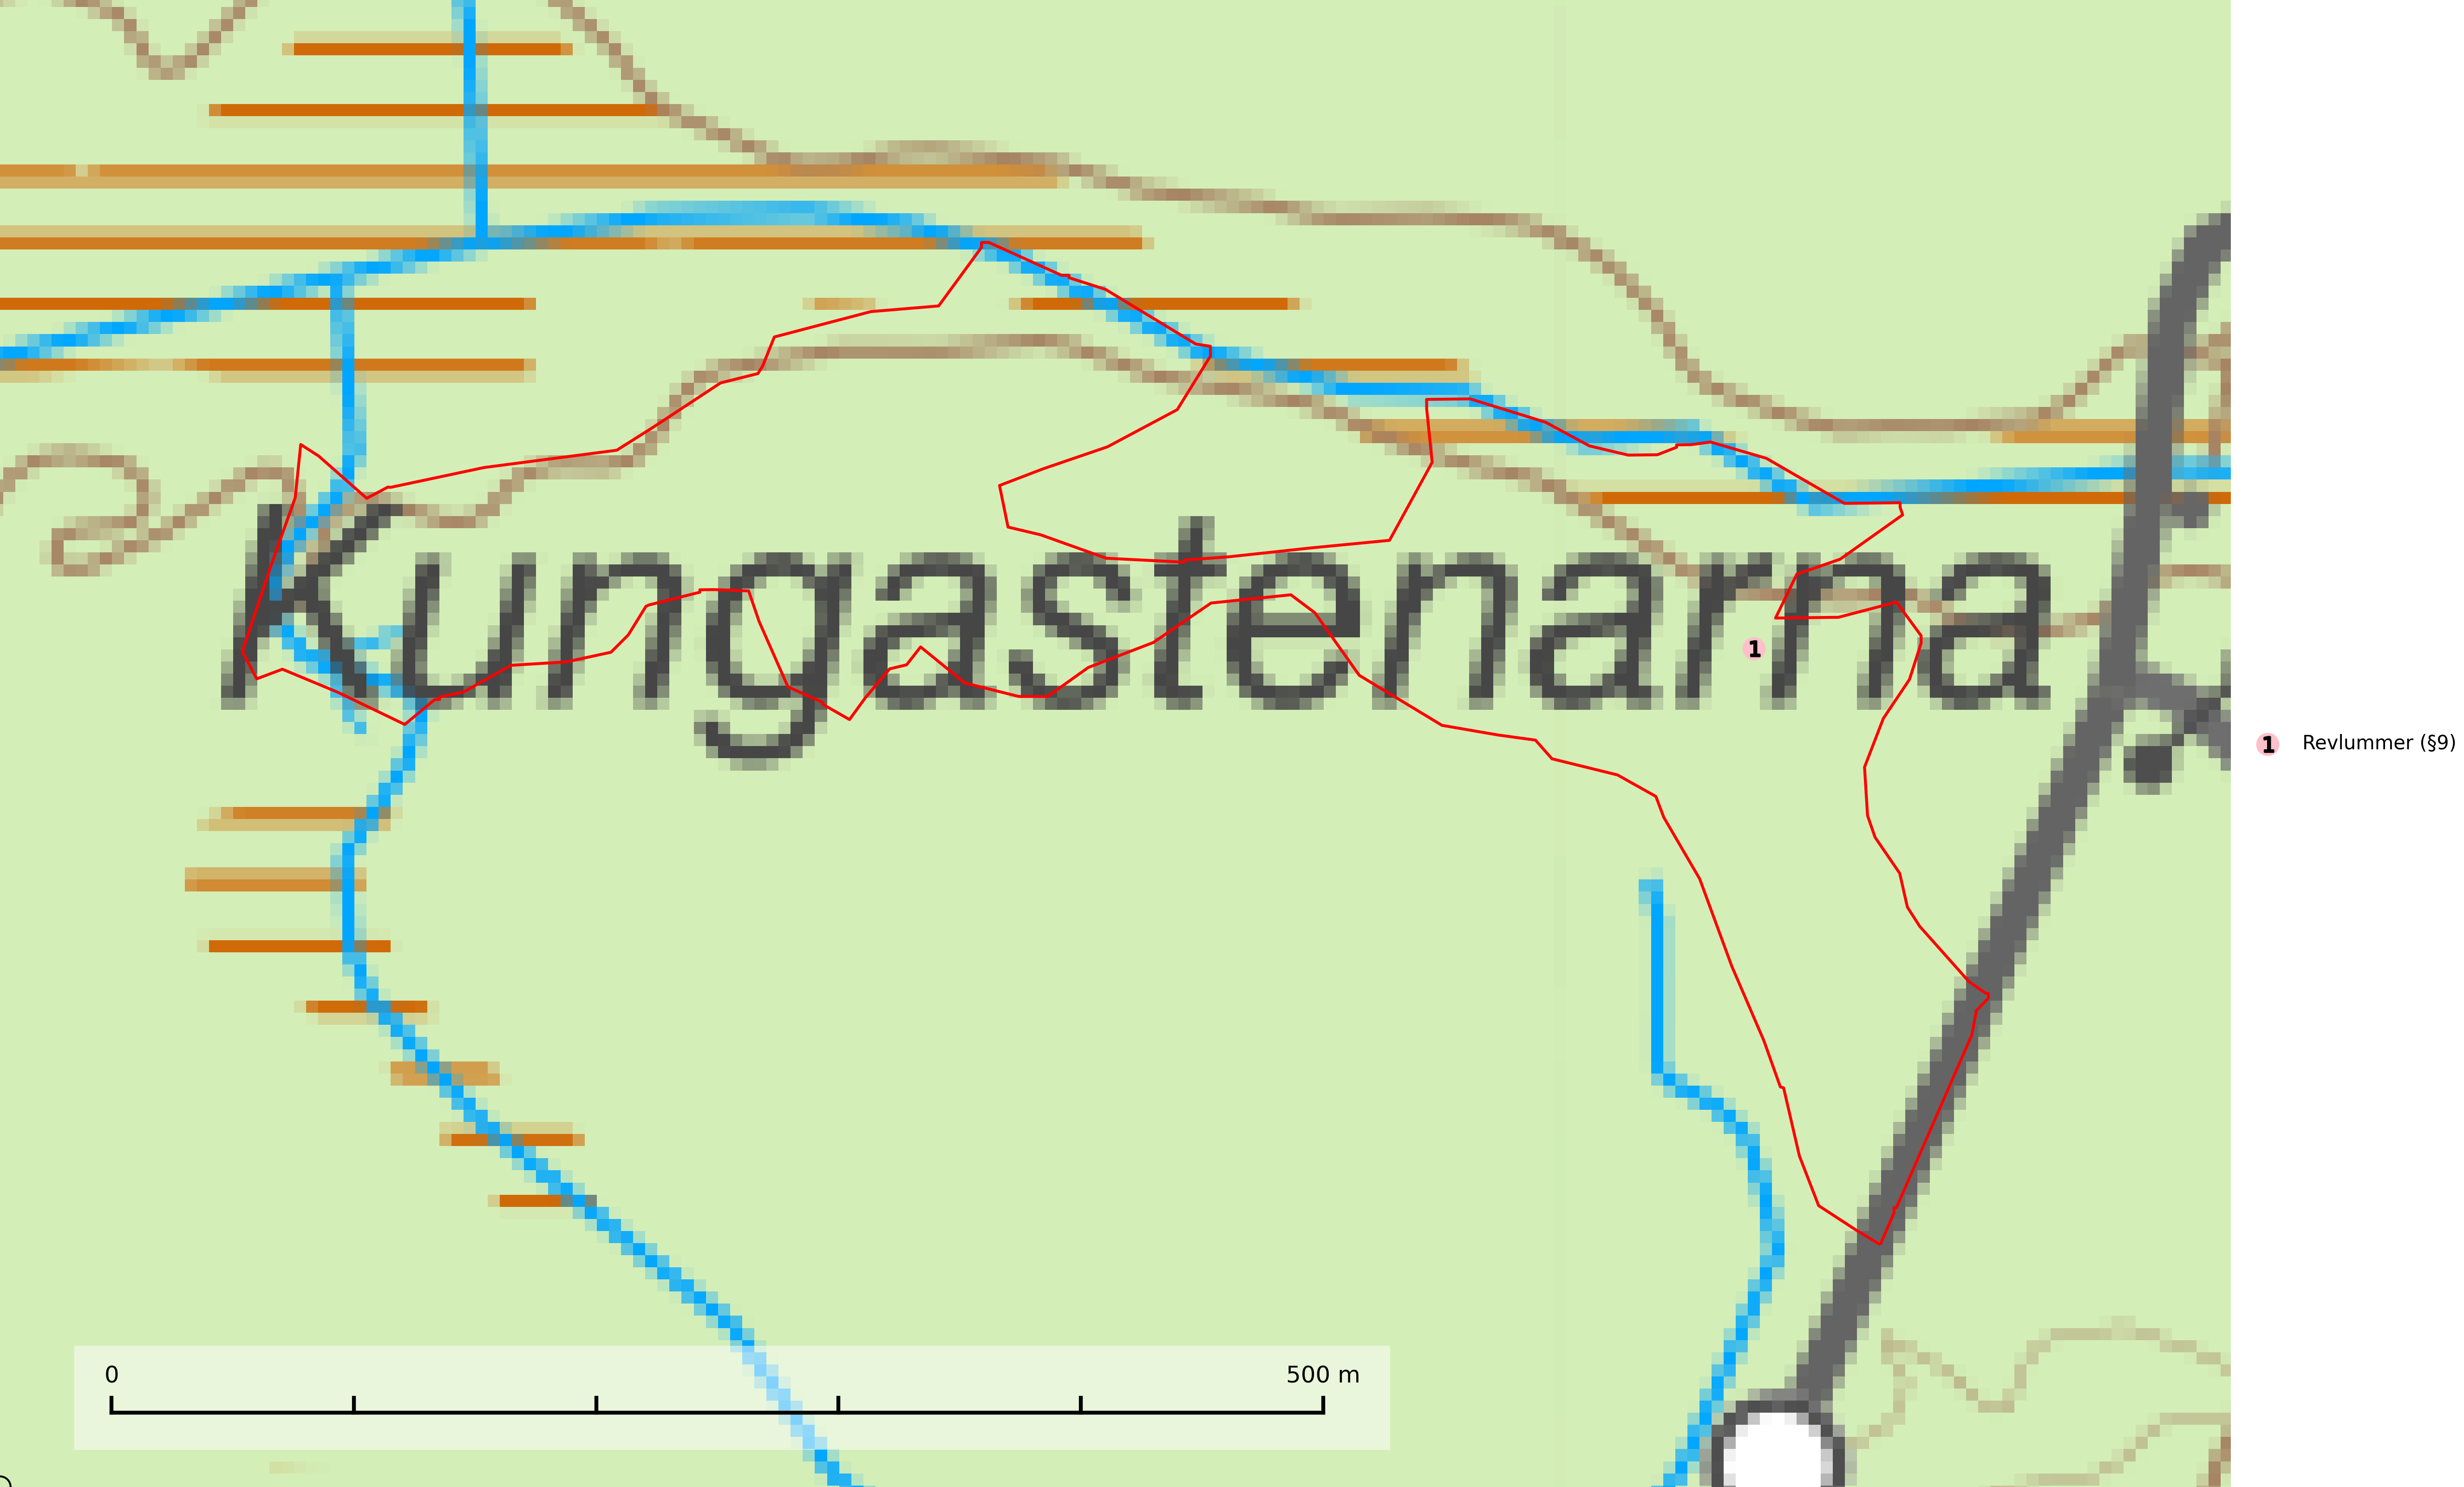 Kungastenarna
1
1 Revlummer (§9)
0 500 m